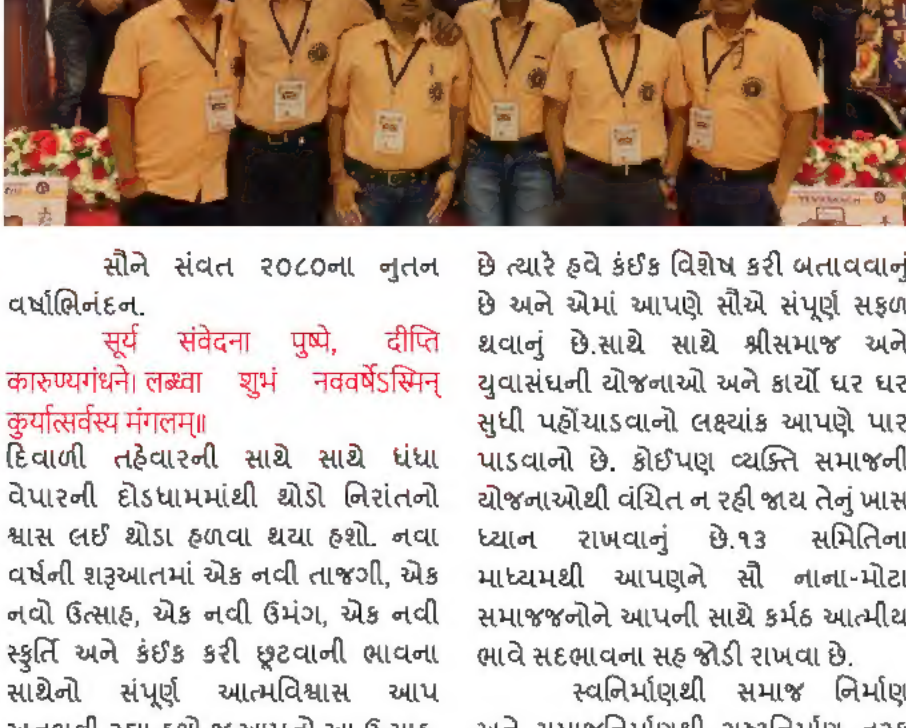 સૌને સંવત ૨૦૮૦ના નુતન
વર્ષાભિનંદન.
सूर्य संवेदना पुष्पे, दीप्ति
कारुण्यगंधने। लब्ध्वा शुभं नववर्षेऽस्मिन्
कुर्यात्सर्वस्य मंगलम्॥
દિવાળી તહેવારની સાથે સાથે ધંધા
વેપારની દોડધામમાંથી થોડો નિરાંતનો
શ્વાસ લઈ થોડા હળવા થયા હશો. નવા
વર્ષની શરૂઆતમાં એક નવી તાજગી, એક
નવો ઉત્સાહ, એક નવી ઉમંગ, એક નવી
સ્ફુર્તિ અને કંઈક કરી છૂટવાની ભાવના
સાથેનો સંપૂર્ણ આત્મવિશ્વાસ આપ
છે ત્યારે હવે કંઈક વિશેષ કરી બતાવવાનું
છે અને એમાં આપણે સૌએ સંપૂર્ણ સફળ
થવાનું છે.સાથે સાથે શ્રીસમાજ અને
યુવાસંઘની યોજનાઓ અને કાર્યો ઘર ઘર
સુધી પહોંચાડવાનો લક્ષ્યાંક આપણે પાર
પાડવાનો છે. કોઈપણ વ્યક્તિ સમાજની
યોજનાઓથી વંચિત ન રહી જાય તેનું ખાસ
ધ્યાન રાખવાનું છે.૧૩ સમિતિના
માધ્યમથી આપણને સૌ નાના-મોટા
સમાજજનોને આપની સાથે કર્મઠ આત્મીય
ભાવે સદભાવના સહ જોડી રાખવા છે.
સ્વનિર્માણથી સમાજ નિર્માણ